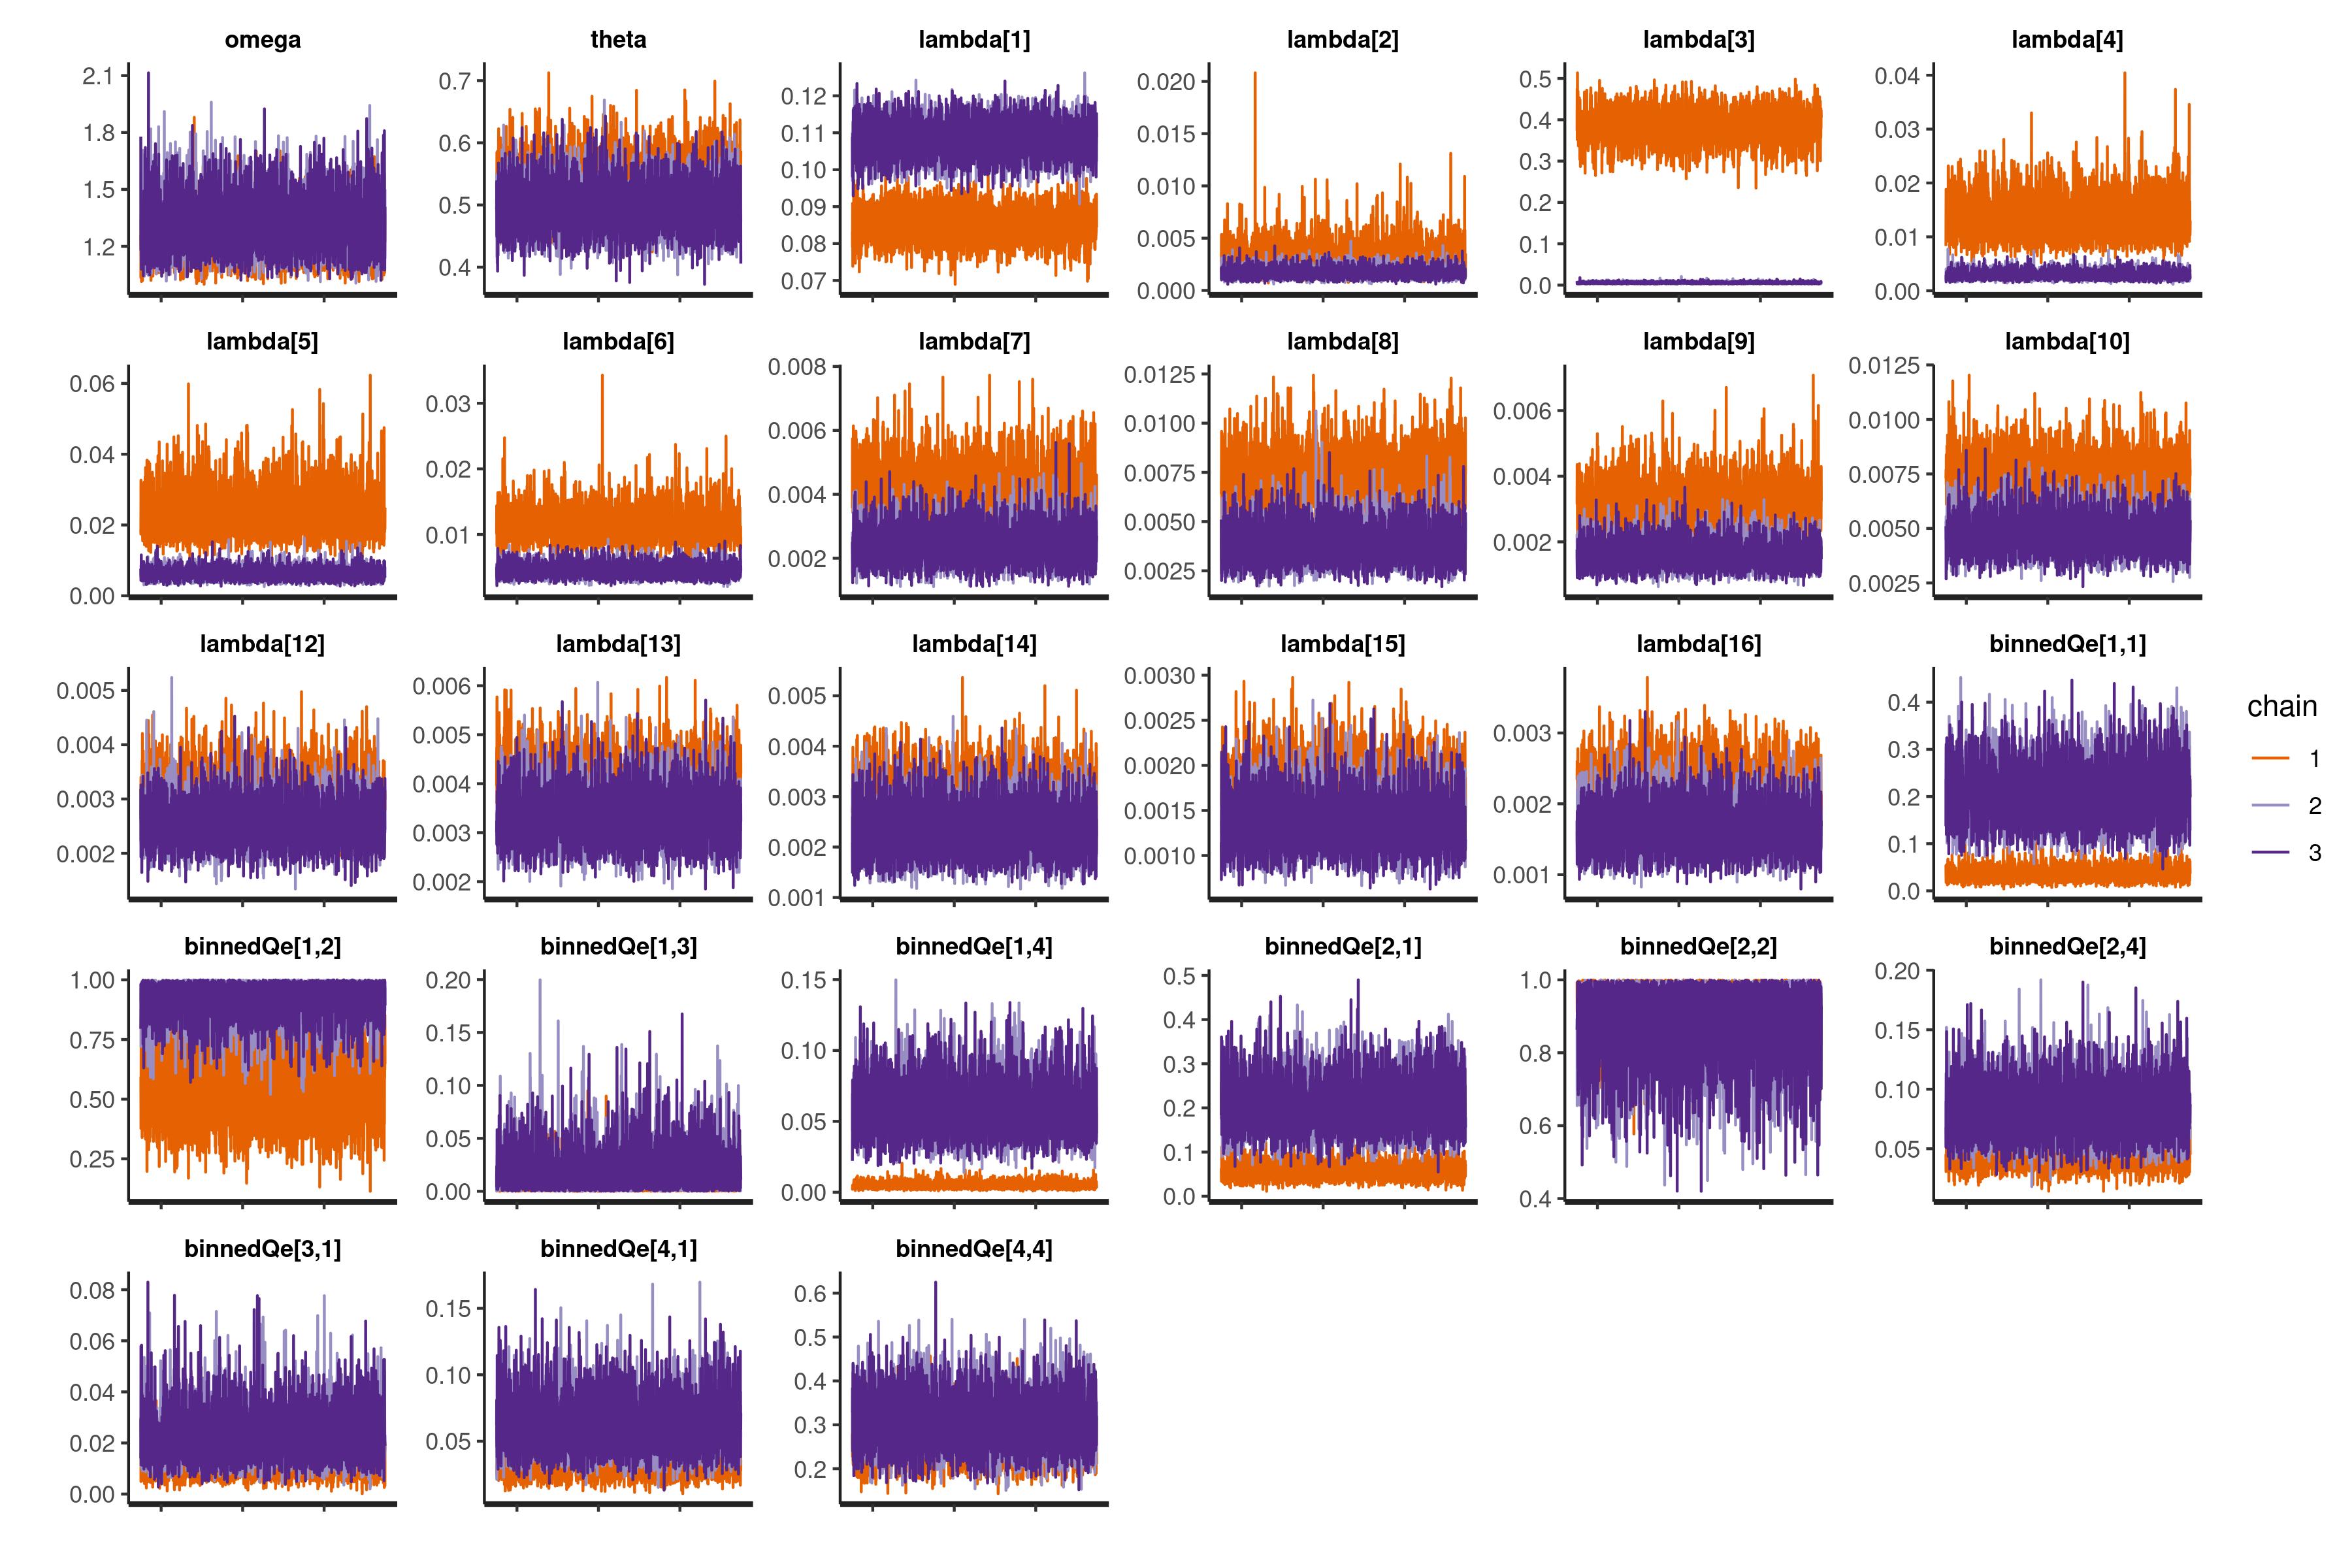 omega theta lambda[1] lambda[2] lambda[3] lambda[4]
2.1 1.8 1.5 1.2
0.7 0.6 0.5 0.4
0.12 0.11 0.10 0.09 0.08 0.07
0.020 0.015 0.010 0.005 0.000
0.5 0.4 0.3 0.2 0.1 0.0
0.04 0.03 0.02 0.01 0.00
lambda[5] lambda[6] lambda[7] lambda[8] lambda[9] lambda[10]
0.06 0.04 0.02 0.00
0.03 0.02 0.01
0.008 0.006 0.004 0.002
0.0125 0.0100 0.0075 0.0050 0.0025
0.006 0.004 0.002
0.0125 0.0100 0.0075 0.0050 0.0025
lambda[12] lambda[13] lambda[14] lambda[15] lambda[16] binnedQe[1,1]
0.005 0.004 0.003 0.002
0.006 0.005 0.004 0.003 0.002
0.005 0.004 0.003 0.002 0.001
0.0030 0.0025 0.0020 0.0015 0.0010
0.003 0.002 0.001
0.4 0.3 0.2 0.1 0.0
chain
1
2
3
binnedQe[1,2] binnedQe[1,3] binnedQe[1,4] binnedQe[2,1] binnedQe[2,2] binnedQe[2,4]
1.00 0.75 0.50 0.25
0.20 0.15 0.10 0.05 0.00
0.15 0.10 0.05 0.00
0.5 0.4 0.3 0.2 0.1 0.0
1.0 0.8 0.6 0.4
0.20 0.15 0.10 0.05
binnedQe[3,1] binnedQe[4,1] binnedQe[4,4]
0.08 0.06 0.04 0.02 0.00
0.15 0.10 0.05
0.6 0.5 0.4 0.3 0.2